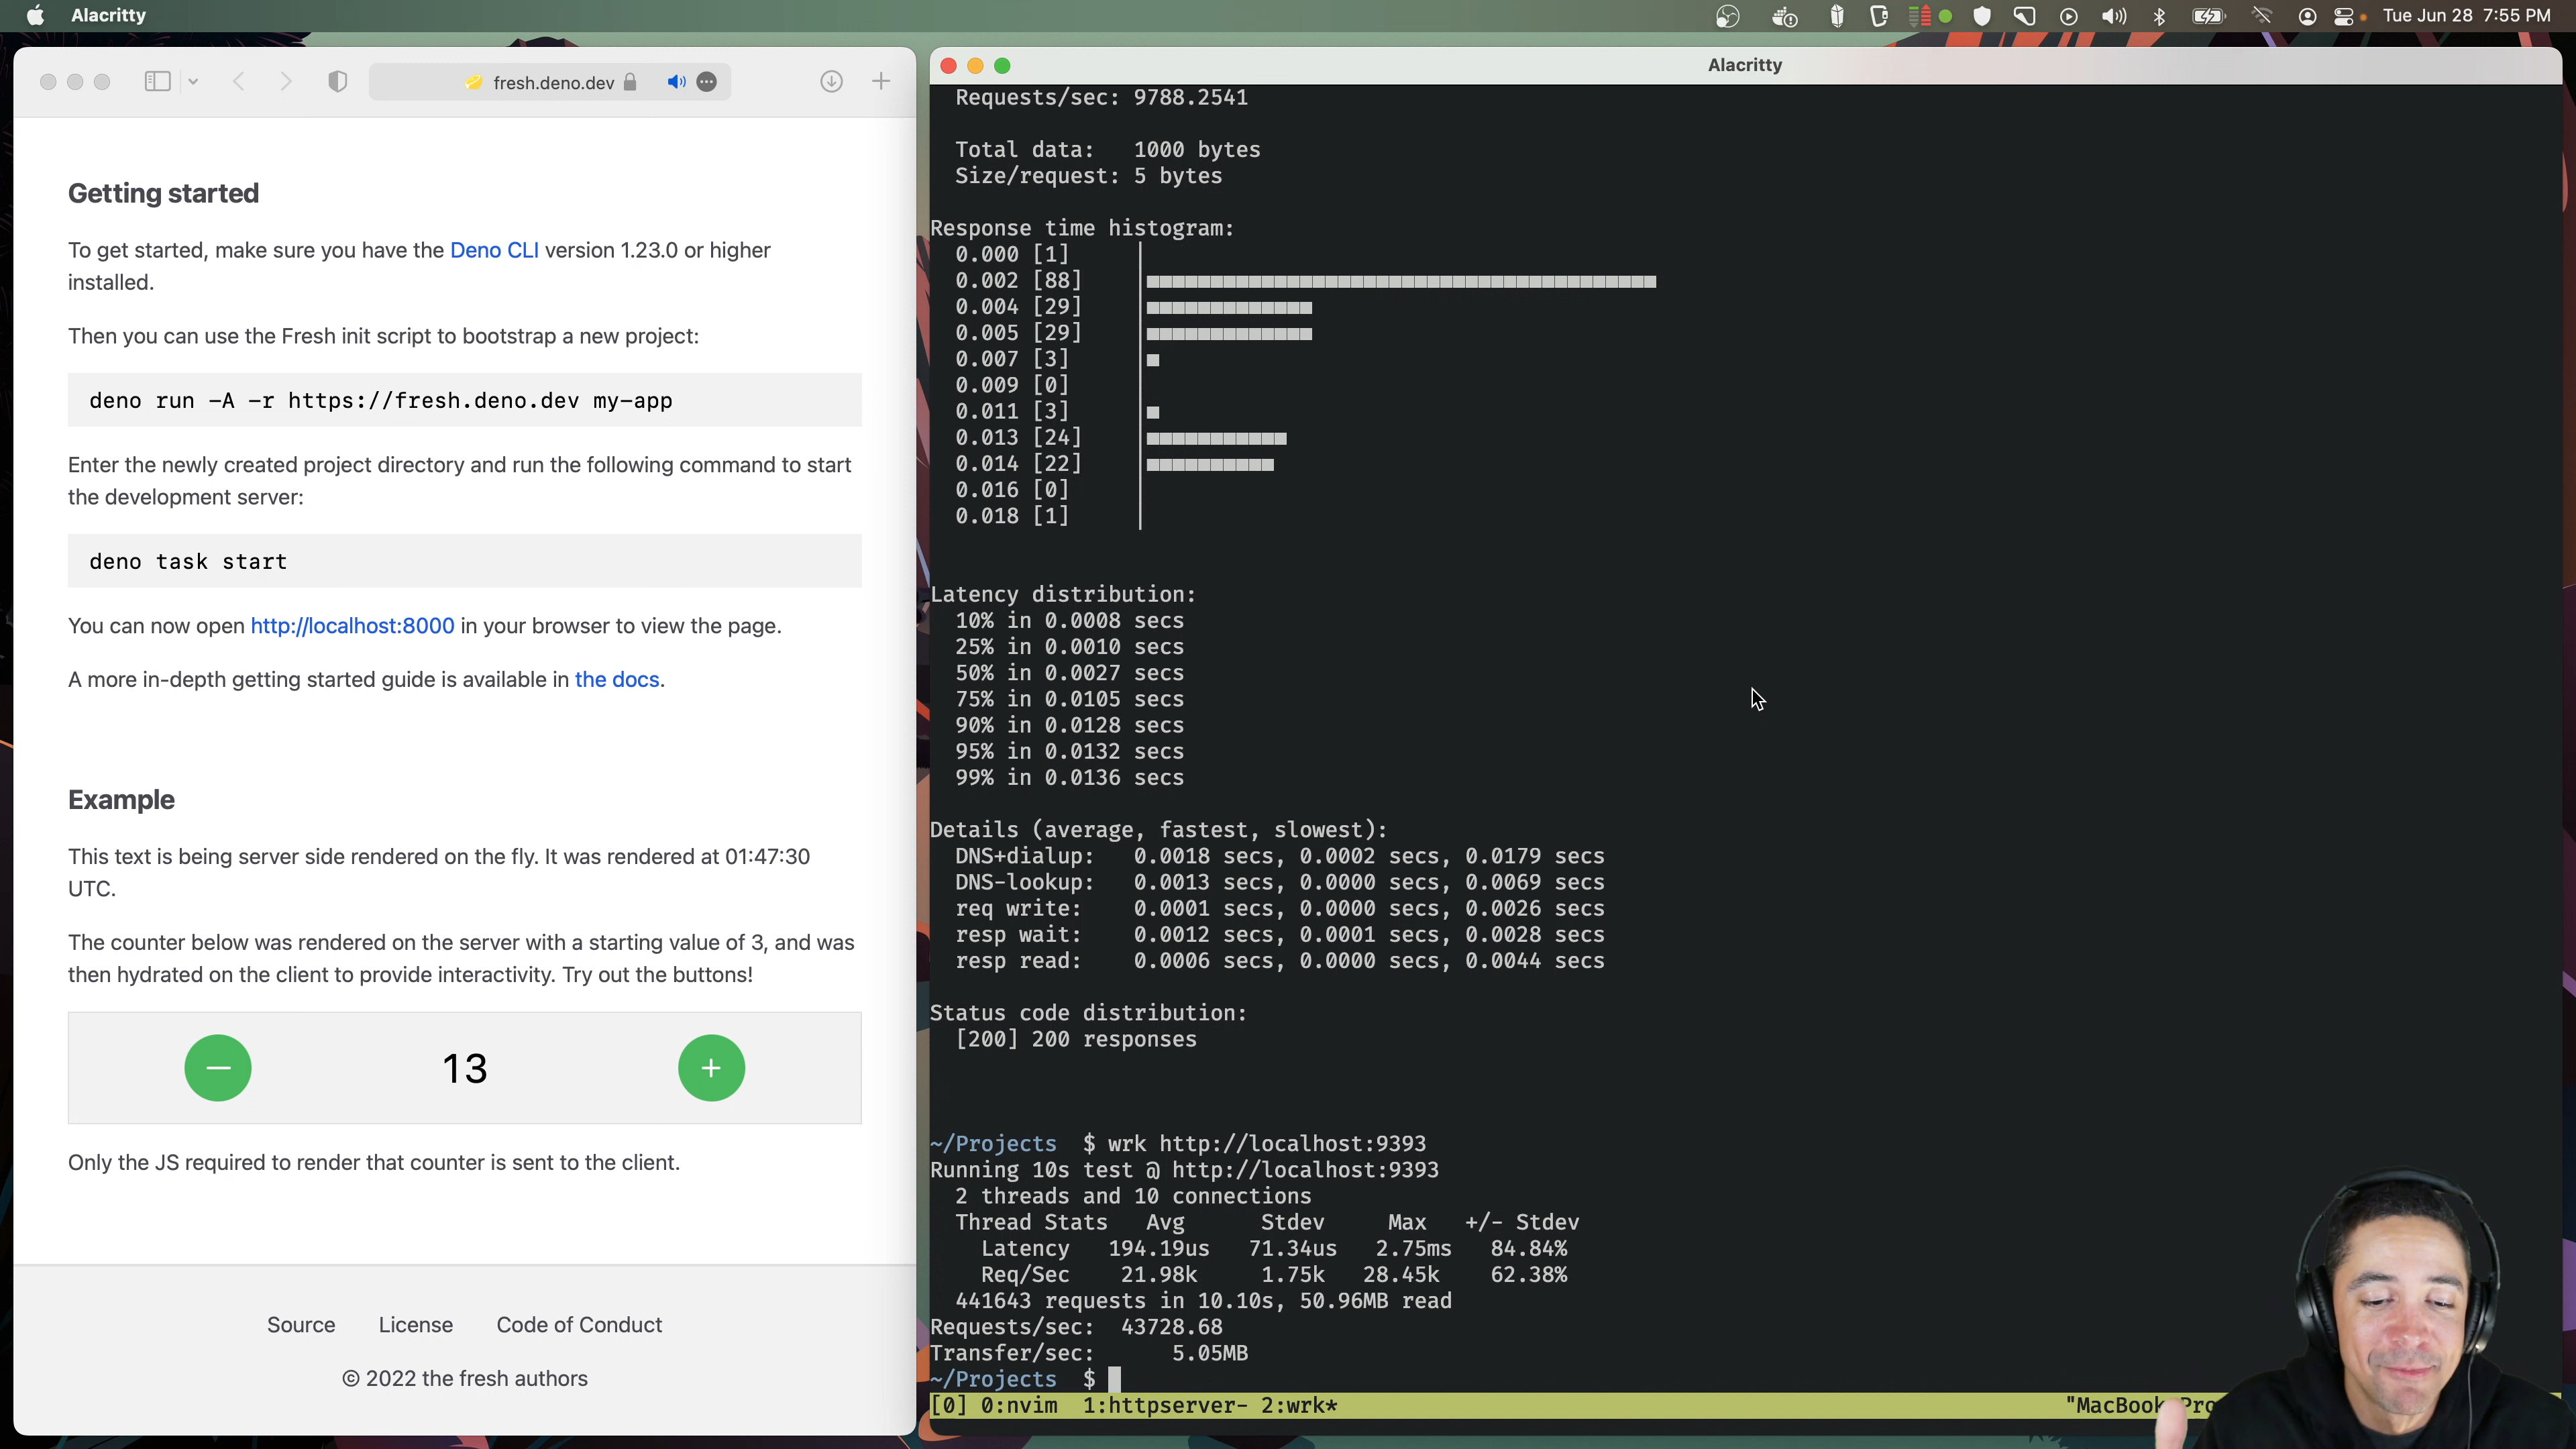 Alacritty
Tue Jun 28 7:55 PM
fresh.deno.dev
Getting started
To get started, make sure you have the Deno CLI version 1.23.0 or higher
installed.
Then you can use the Fresh init script to bootstrap a new project:
deno run -A -r https://fresh.deno.dev my-app
Enter the newly created project directory and run the following command to start
the development server:
deno task start
You can now open http://localhost:8000 in your browser to view the page.
A more in-depth getting started guide is available in the docs.
Example
This text is being server side rendered on the fly. It was rendered at 01:47:30
UTC.
The counter below was rendered on the server with a starting value of 3, and was
then hydrated on the client to provide interactivity. Try out the buttons!
13
Only the JS required to render that counter is sent to the client.
Source License Code of Conduct
© 2022 the fresh authors
Alacritty
Requests/sec: 9788.2541
Total data: 1000 bytes
Size/request: 5 bytes
Response time histogram:
0.000 [1]
0.002 [88]
0.004 [29]
0.005 [29]
0.007 [3]
0.009 [0]
0.011 [3]
0.013 [24]
0.014 [22]
0.016 [0]
0.018 [1]
Latency distribution:
10% in 0.0008 secs
25% in 0.0010 secs
50% in 0.0027 secs
75% in 0.0105 secs
90% in 0.0128 secs
95% in 0.0132 secs
99% in 0.0136 secs
Details (average, fastest, slowest):
DNS+dialup: 0.0018 secs, 0.0002 secs, 0.0179 secs
DNS-lookup: 0.0013 secs, 0.0000 secs, 0.0069 secs
req write: 0.0001 secs, 0.0000 secs, 0.0026 secs
resp wait: 0.0012 secs, 0.0001 secs, 0.0028 secs
resp read: 0.0006 secs, 0.0000 secs, 0.0044 secs
Status code distribution:
[200] 200 responses
~/Projects $ wrk http://localhost:9393
Running 10s test @ http://localhost:9393
2 threads and 10 connections
Thread Stats Avg Stdev Max +/- Stdev
Latency 194.19us 71.34us 2.75ms 84.84%
Req/Sec 21.98k 1.75k 28.45k 62.38%
441643 requests in 10.10s, 50.96MB read
Requests/sec: 43728.68
Transfer/sec: 5.05MB
~/Projects $
[0] 0:nvim 1:httpserver- 2:wrk* "MacBook-Pro